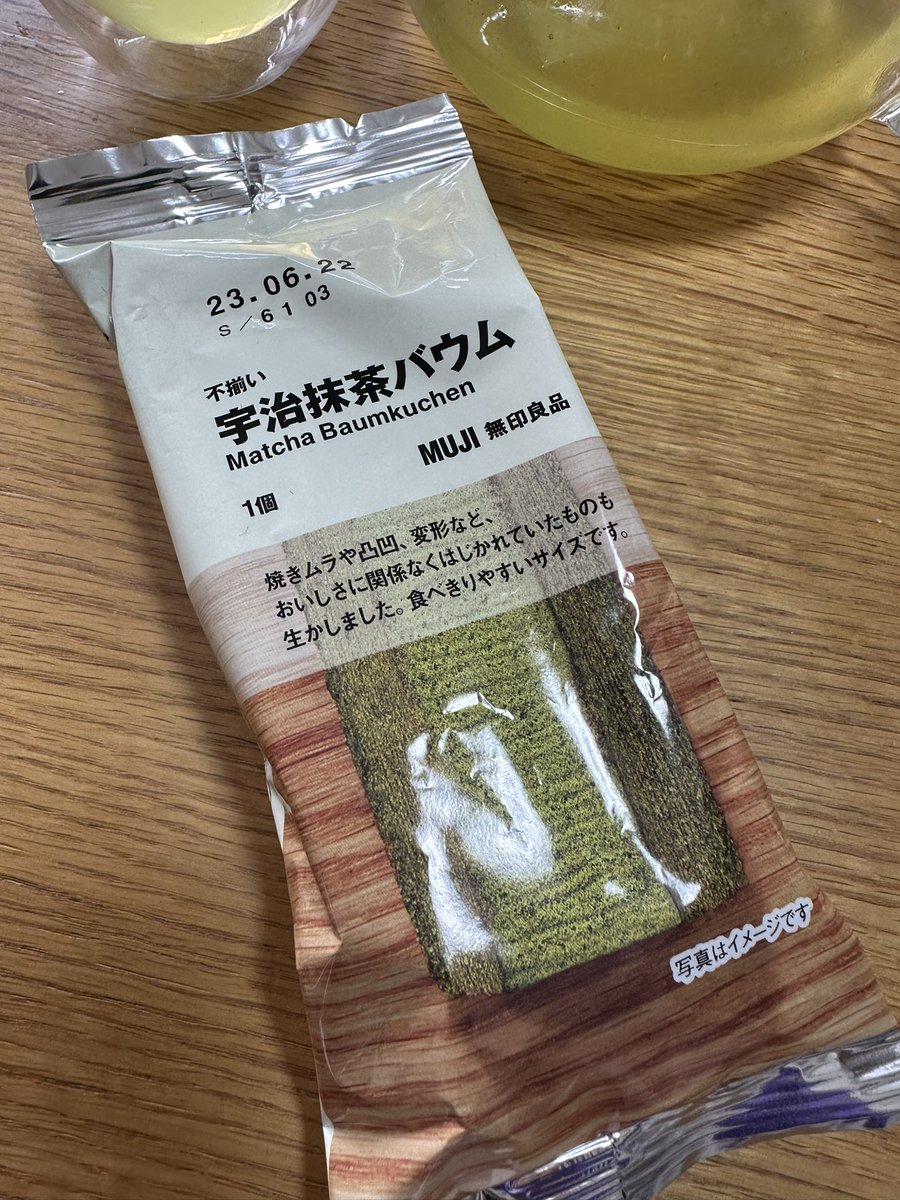 23.06.22
S/61 03
不揃い
宇治抹茶バウム
Matcha Baumkuchen
MUJI 無印良品
1個
焼きムラや凸凹、変形など、
おいしさに関係なくはじかれていたものも
生かしました。食べきりやすいサイズです。
写真はイメージです